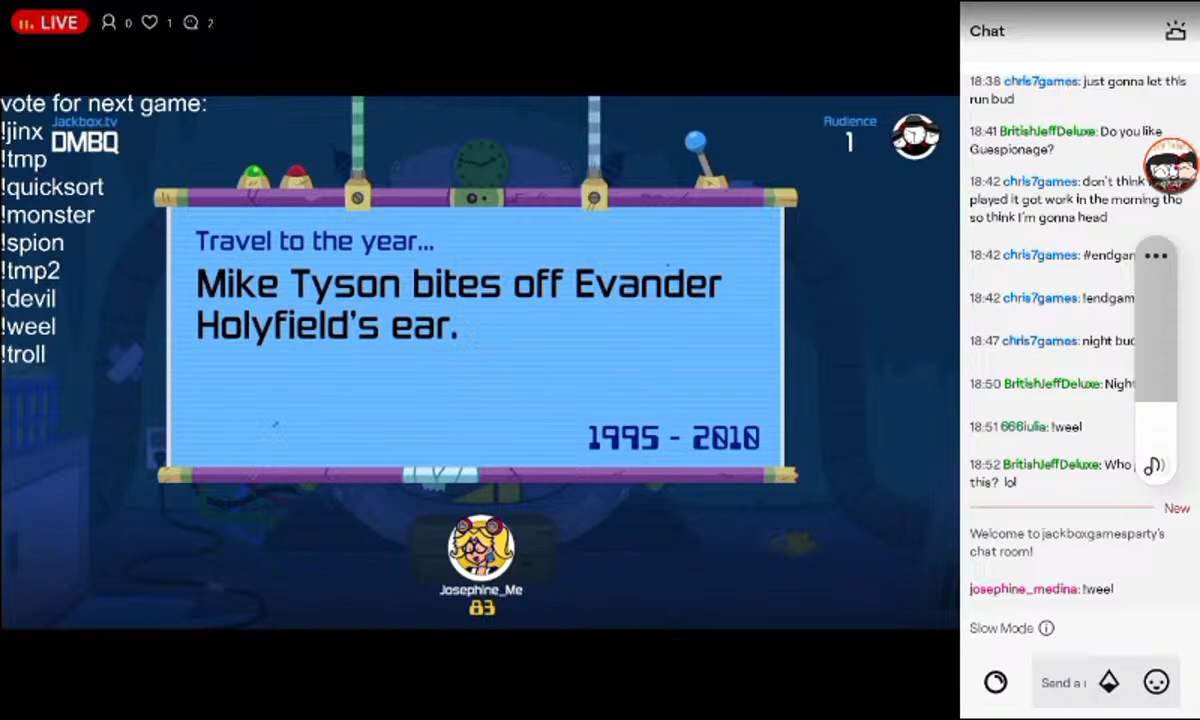 LIVE 0 1 2
vote for next game:
!jinx
!tmp
!quicksort
!monster
!spion
!tmp2
!devil
!weel
!troll
Jackbox.tv
DMBQ
Audience
1
Travel to the year...
Mike Tyson bites off Evander
Holyfield's ear.
1995 - 2010
Josephine_Me
83
Chat
18:38 chris7games: just gonna let this
run bud
18:41 BritishJeffDeluxe: Do you like
Guespionage?
18:42 chris7games: don't think
played it got work in the morning tho
so think I'm gonna head
18:42 chris7games: #endgam
18:42 chris7games: !endgam
18:47 chris7games: night bud
18:50 BritishJeffDeluxe: Night
18:51 666iulia: !weel
18:52 BritishJeffDeluxe: Who
this? lol
New
Welcome to jackboxgamesparty's
chat room!
josephine_medina: !weel
Slow Mode
Send a